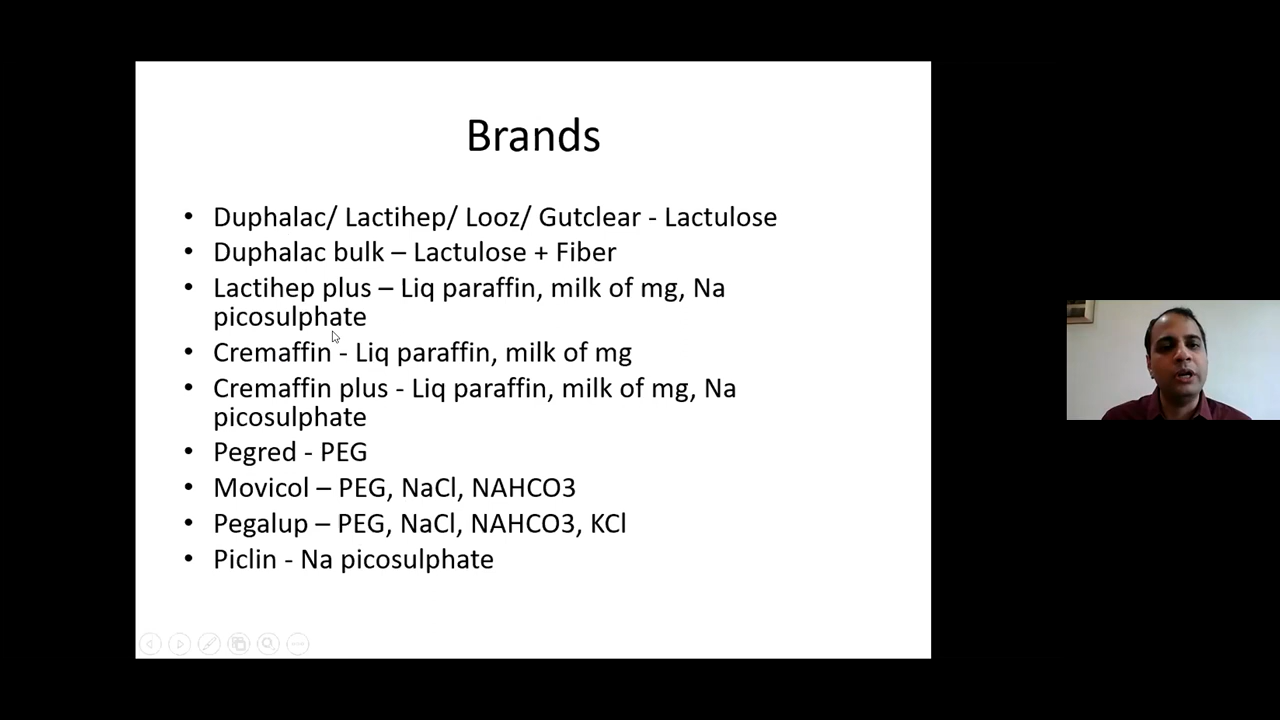 Brands
• Duphalac/ Lactihep/ Looz/ Gutclear - Lactulose
• Duphalac bulk – Lactulose + Fiber
• Lactihep plus – Liq paraffin, milk of mg, Na
picosulphate
• Cremaffin - Liq paraffin, milk of mg
• Cremaffin plus - Liq paraffin, milk of mg, Na
picosulphate
• Pegred - PEG
• Movicol – PEG, NaCl, NAHCO3
• Pegalup – PEG, NaCl, NAHCO3, KCl
• Piclin - Na picosulphate